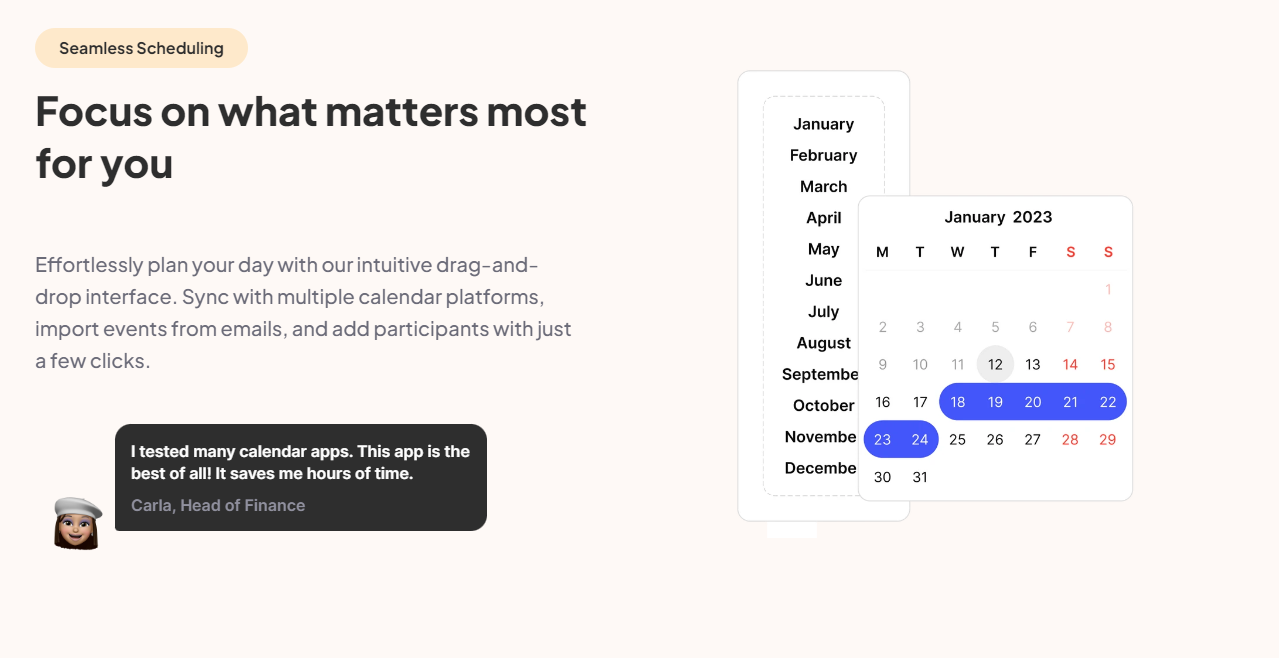 Seamless Scheduling
Focus on what matters most
for you
Effortlessly plan your day with our intuitive drag-and-
drop interface. Sync with multiple calendar platforms,
import events from emails, and add participants with just
a few clicks.
I tested many calendar apps. This app is the
best of all! It saves me hours of time.
Carla, Head of Finance
January
February
March
April
May
June
July
August
Septembe
October
Novembe
Decembe
January 2023
M T W T F S S
1
2 3 4 5 6 7 8
9 10 11 12 13 14 15
16 17 18 19 20 21 22
23 24 25 26 27 28 29
30 31